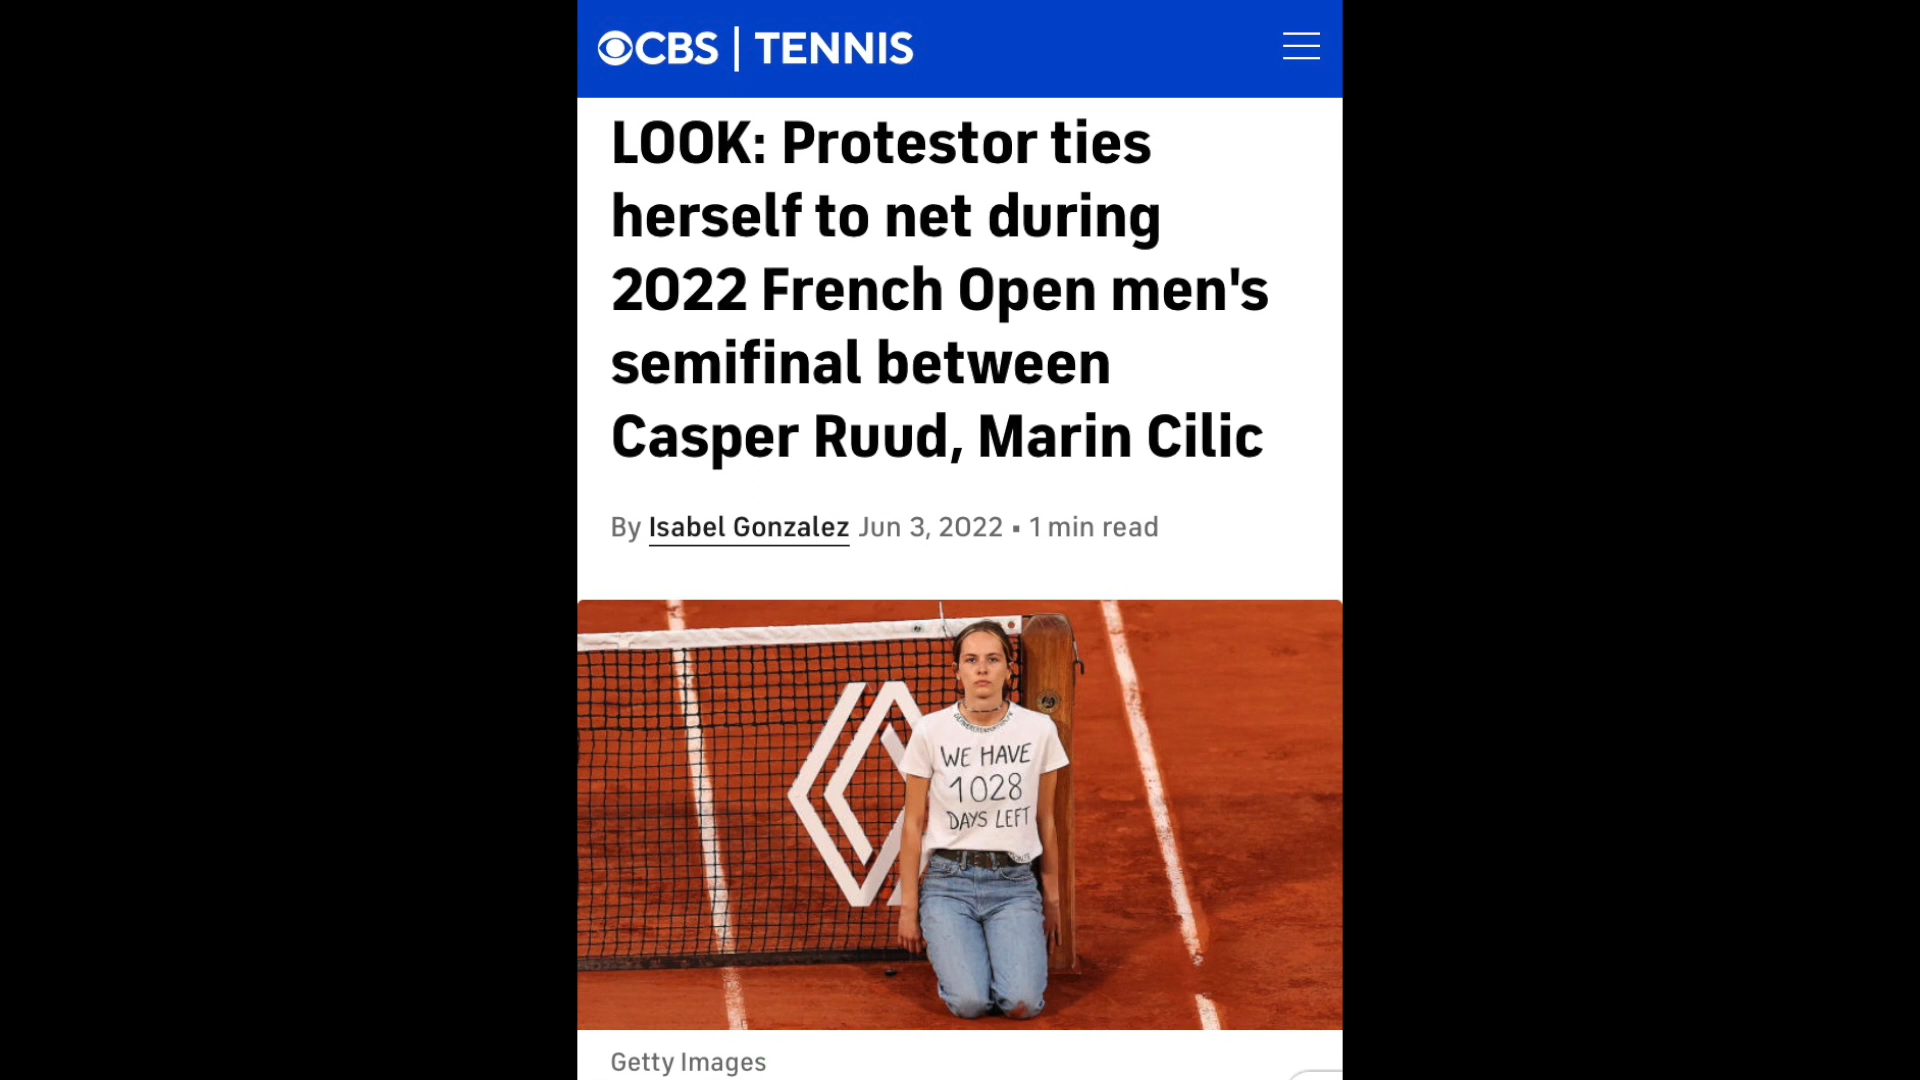 CBS | TENNIS
LOOK: Protestor ties
herself to net during
2022 French Open men's
semifinal between
Casper Ruud, Marin Cilic
By Isabel Gonzalez Jun 3, 2022 • 1 min read
WE HAVE
1028
DAYS LEFT
Getty Images